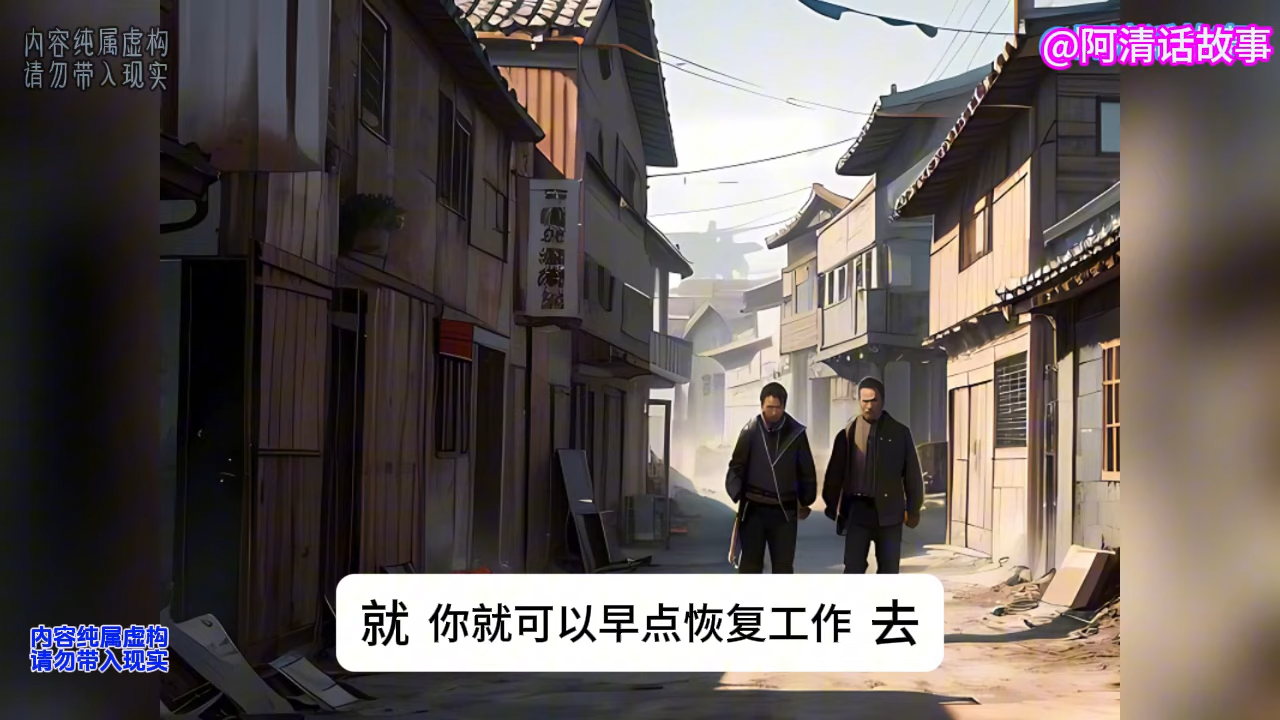 内容纯属虚构
请勿带入现实
@阿清话故事
就 你就可以早点恢复工作 去
内容纯属虚构
请勿带入现实